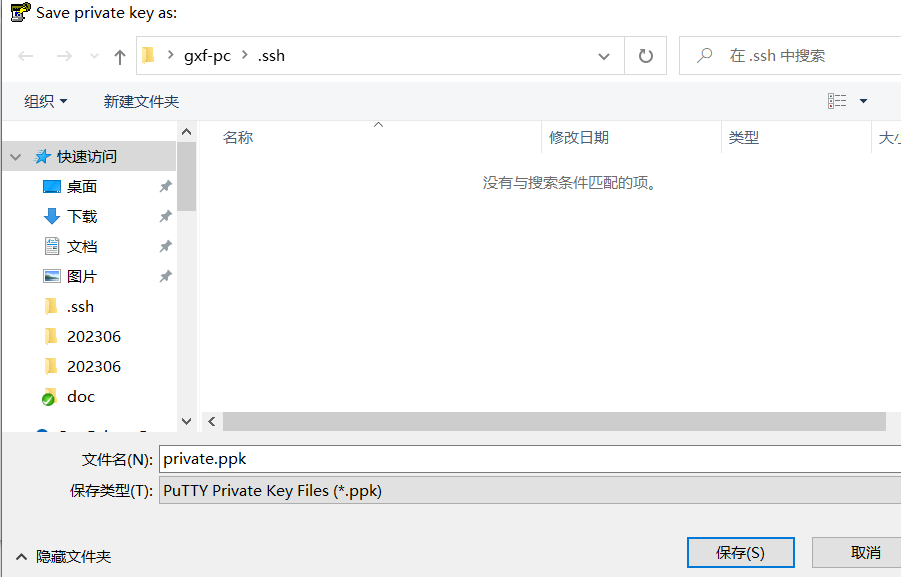 Save private key as:
gxf-pc .ssh
在 .ssh 中搜索
组织 新建文件夹
名称 修改日期 类型
快速访问
没有与搜索条件匹配的项。
桌面
下载
文档
图片
.ssh
202306
202306
doc
文件名(N): private.ppk
保存类型(T): PuTTY Private Key Files (*.ppk)
隐藏文件夹 保存(S) 取消